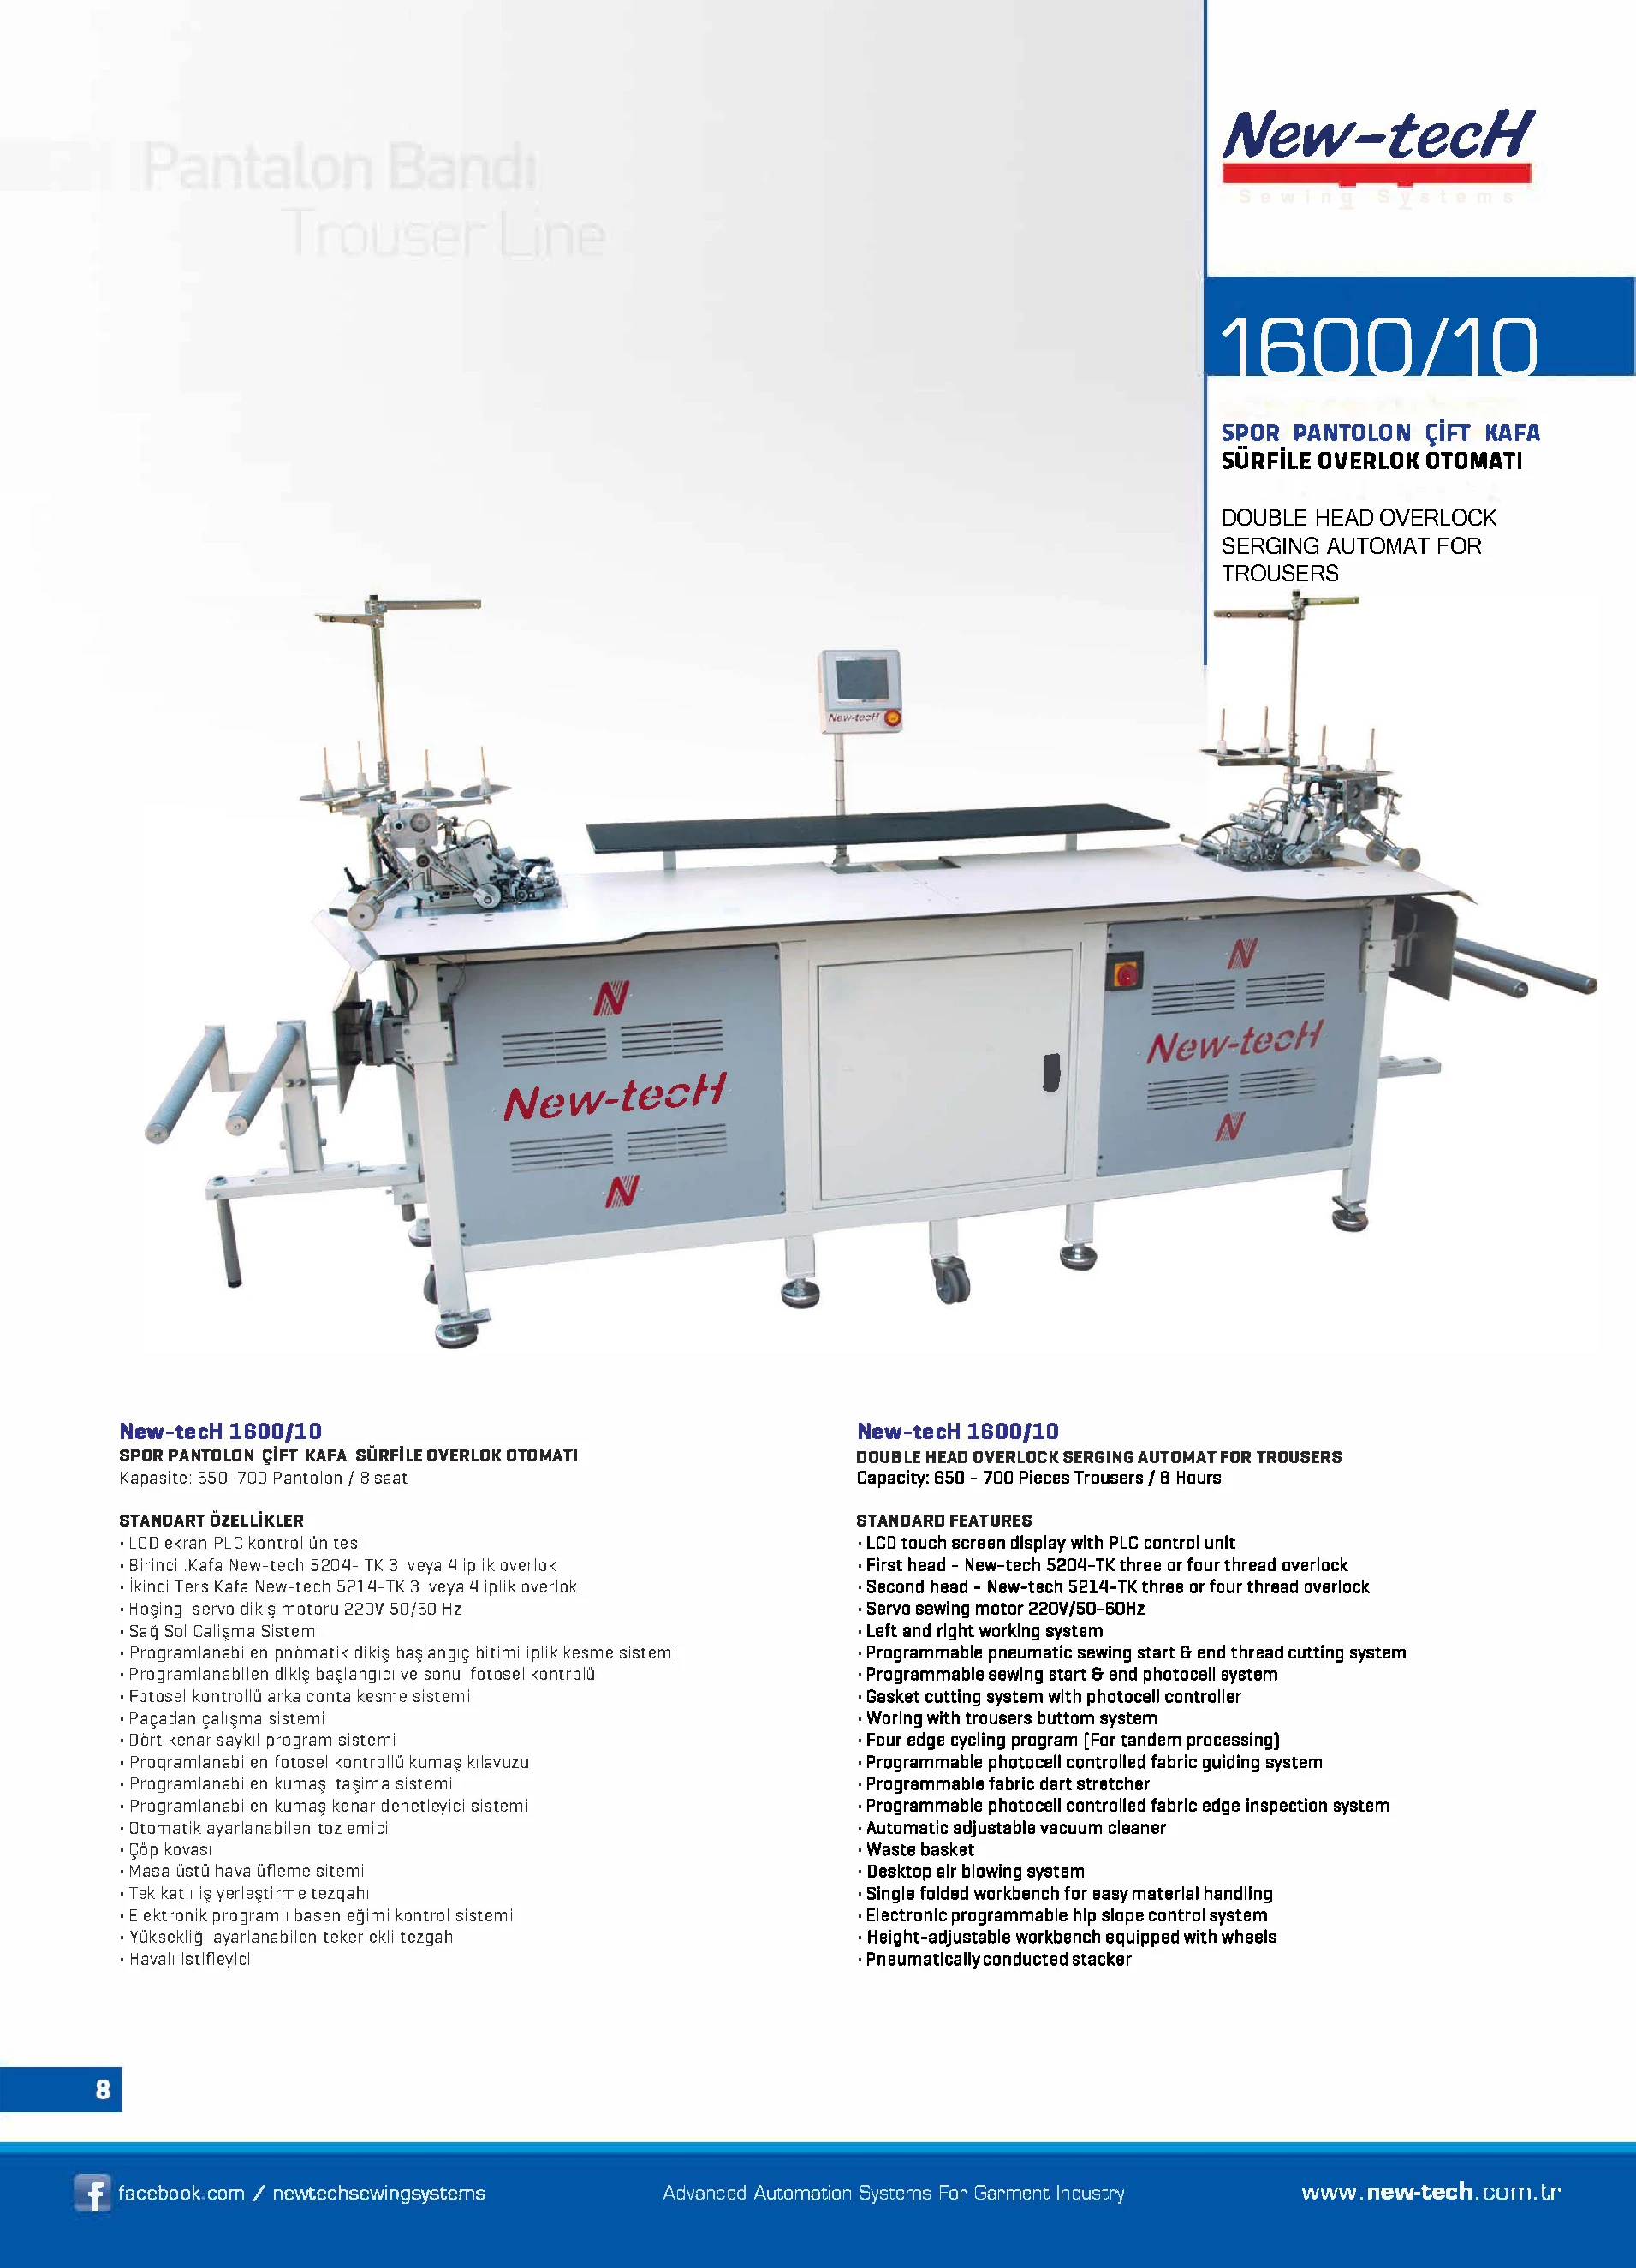 Pantalon Bandı
Trouser Line
New-tecH
Sewing Systems
1600/10
SPOR PANTOLON ÇİFT KAFA
SÜRFİLE OVERLOK OTOMATI
DOUBLE HEAD OVERLOCK
SERGING AUTOMAT FOR
TROUSERS
New-tecH
New-tecH
New-tecH
New-tecH 1600/10
SPOR PANTOLON ÇİFT KAFA SÜRFİLE OVERLOK OTOMATI
Kapasite: 650-700 Pantolon / 8 saat
STANOART ÖZELLİKLER
· LCD ekran PLC kontrol ünitesi
· Birinci .Kafa New-tech 5204- TK 3 veya 4 iplik overlok
· İkinci Ters Kafa New-tech 5214-TK 3 veya 4 iplik overlok
· Hoşing servo dikiş motoru 220V 50/60 Hz
· Sağ Sol Calişma Sistemi
· Programlanabilen pnömatik dikiş başlangıç bitimi iplik kesme sistemi
· Programlanabilen dikiş başlangıcı ve sonu fotosel kontrolü
· Fotosel kontrollü arka conta kesme sistemi
· Paçadan çalışma sistemi
· Dört kenar saykıl program sistemi
· Programlanabilen fotosel kontrollü kumaş kılavuzu
· Programlanabilen kumaş taşima sistemi
· Programlanabilen kumaş kenar denetleyici sistemi
· Otomatik ayarlanabilen toz emici
· Çöp kovası
· Masa üstü hava üfleme sitemi
· Tek katlı iş yerleştirme tezgahı
· Elektronik programlı basen eğimi kontrol sistemi
· Yüksekliği ayarlanabilen tekerlekli tezgah
· Havalı istifleyici
New-tecH 1600/10
DOUBLE HEAD OVERLOCK SERGING AUTOMAT FOR TROUSERS
Capacity: 650 - 700 Pieces Trousers / 8 Hours
STANDARD FEATURES
· LCD touch screen display with PLC control unit
· First head - New-tech 5204-TK three or four thread overlock
· Second head - New-tech 5214-TK three or four thread overlock
· Servo sewing motor 220V/50-60Hz
· Left and right working system
· Programmable pneumatic sewing start & end thread cutting system
· Programmable sewing start & end photocell system
· Gasket cutting system with photocell controller
· Woring with trousers buttom system
· Four edge cycling program (For tandem processing)
· Programmable photocell controlled fabric guiding system
· Programmable fabric dart stretcher
· Programmable photocell controlled fabric edge inspection system
· Automatic adjustable vacuum cleaner
· Waste basket
· Desktop air blowing system
· Single folded workbench for easy material handling
· Electronic programmable hip slope control system
· Height-adjustable workbench equipped with wheels
· Pneumatically conducted stacker
8
facebook.com / newtechsewingsystems
Advanced Automation Systems For Garment Industry
www.new-tech.com.tr